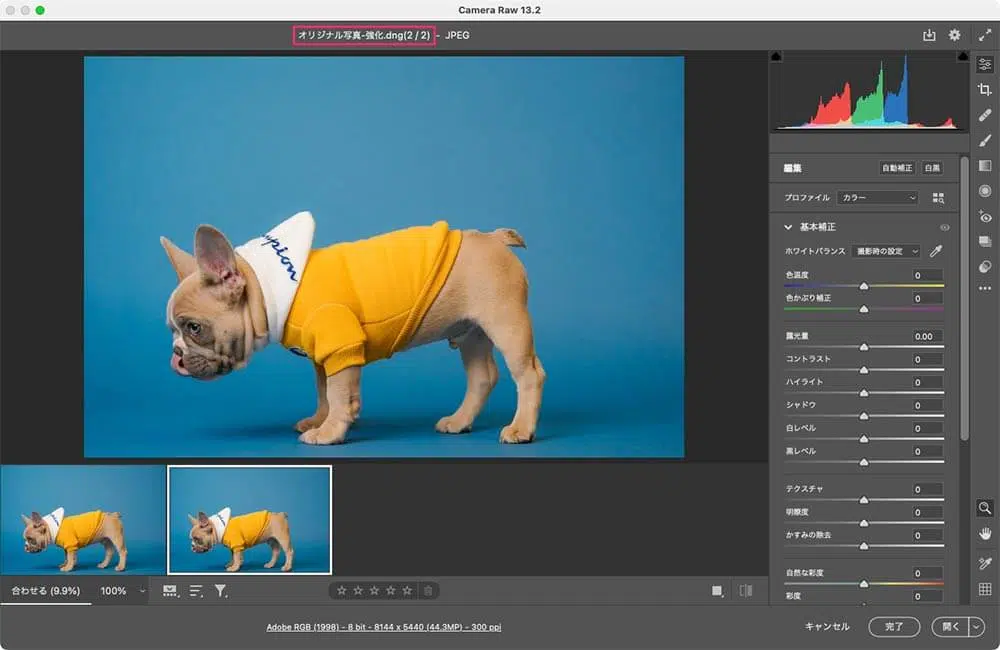 Camera Raw 13.2
オリジナル写真-強化.dng(2 / 2) - JPEG
pion
編集
自動補正
白黒
プロファイル
カラー
基本補正
ホワイトバランス
撮影時の設定
色温度
0
色かぶり補正
0
露光量
0.00
コントラスト
0
ハイライト
0
シャドウ
0
白レベル
0
黒レベル
0
テクスチャ
0
明瞭度
0
かすみの除去
0
自然な彩度
0
彩度
0
合わせる (9.9%)
100%
Adobe RGB (1998) - 8 bit - 8144 x 5440 (44.3MP) - 300 ppi
キャンセル
完了
開く